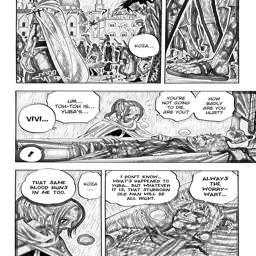 KOZA...
YOU'RE
NOT GOING
TO DIE,
ARE YOU?
HOW
BADLY
ARE YOU
HURT?
UM...
TOH-TOH IS...
YUBA'S...
VIVI...
THAT SAME
BLOOD RUNS
IN ME TOO.
KOZA
...
I DON'T KNOW...
WHAT'S HAPPENED TO
YUBA... BUT WHATEVER
IT IS, THAT STUBBORN
OLD MAN WILL BE
ALL RIGHT.
ALWAYS
THE
WORRY-
WART...